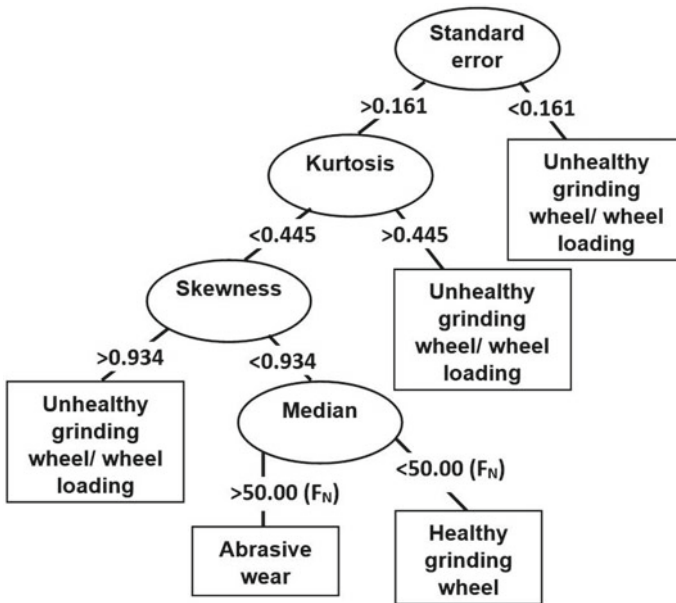 Standard
error
>0.161
<0.161
Kurtosis
Unhealthy
grinding
wheel/ wheel
loading
<0.445
>0.445
Skewness
Unhealthy
grinding
wheel/ wheel
loading
>0.934
<0.934
Unhealthy
grinding
wheel/ wheel
loading
Median
>50.00 (Fₙ)
<50.00 (Fₙ)
Abrasive
wear
Healthy
grinding
wheel